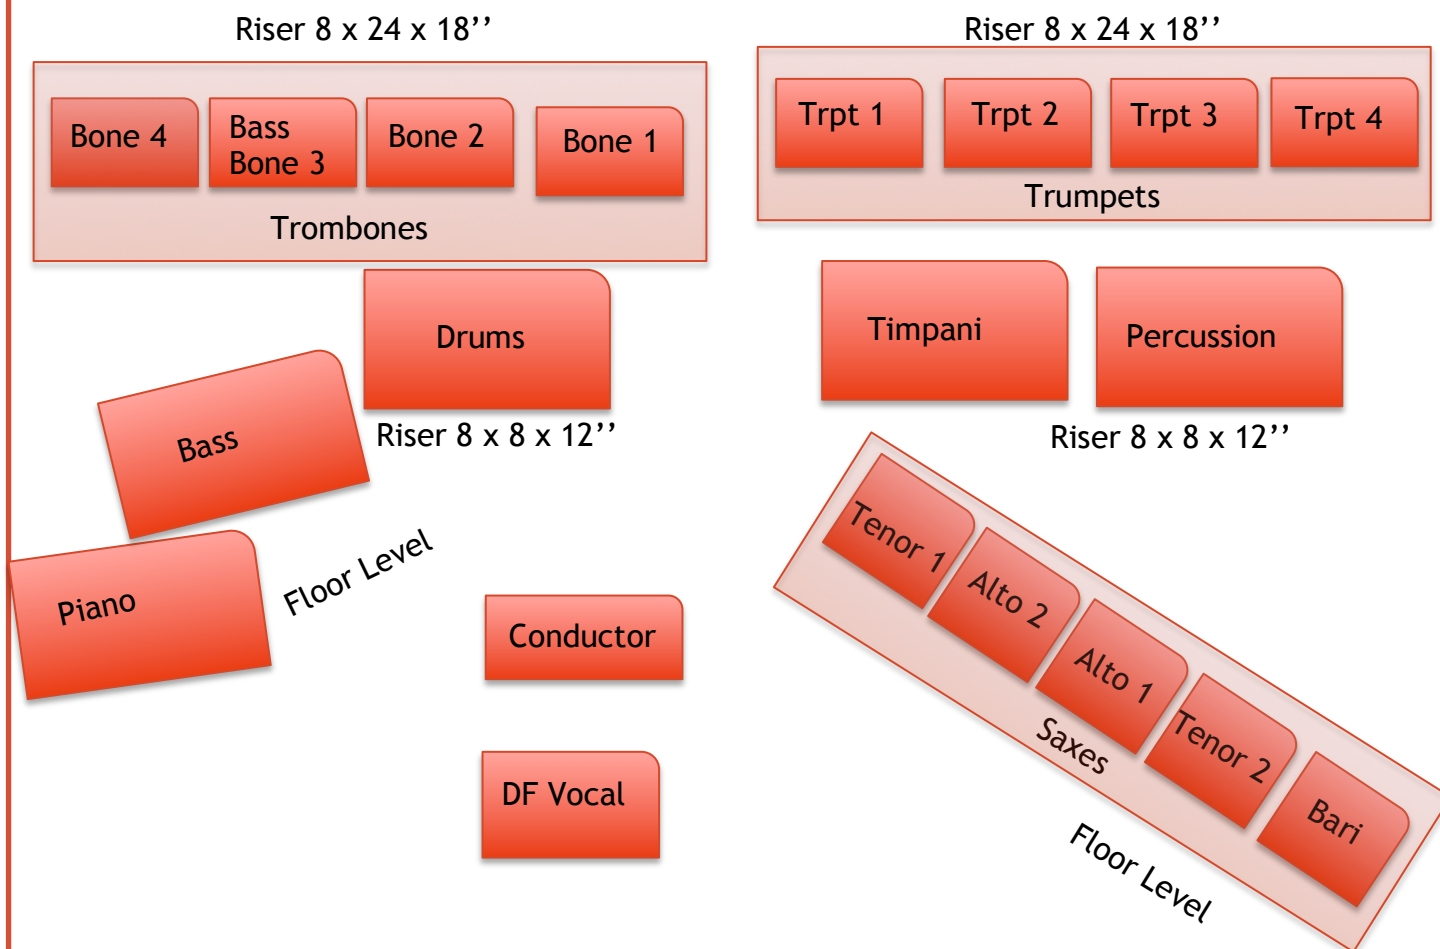 Riser 8 x 24 x 18’’
Riser 8 x 24 x 18’’
Bone 4
Bass
Bone 3
Bone 2
Bone 1
Trombones
Trpt 1
Trpt 2
Trpt 3
Trpt 4
Trumpets
Drums
Riser 8 x 8 x 12’’
Timpani
Percussion
Riser 8 x 8 x 12’’
Bass
Piano
Floor Level
Conductor
DF Vocal
Tenor 1
Alto 2
Alto 1
Tenor 2
Bari
Saxes
Floor Level